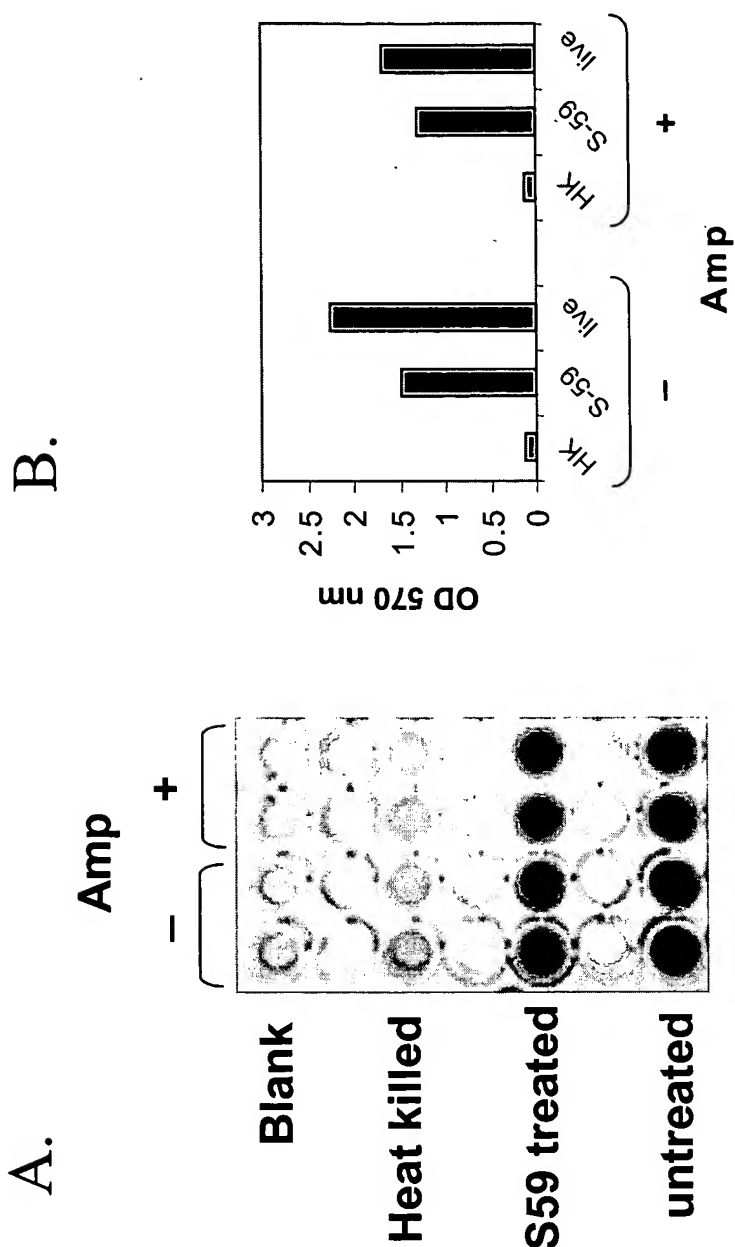 A.
Amp
− +
Blank
Heat killed
S59 treated
untreated
B.
OD 570 nm
3
2.5
2
1.5
1
0.5
0
HK S-59 live HK S-59 live
− +
Amp